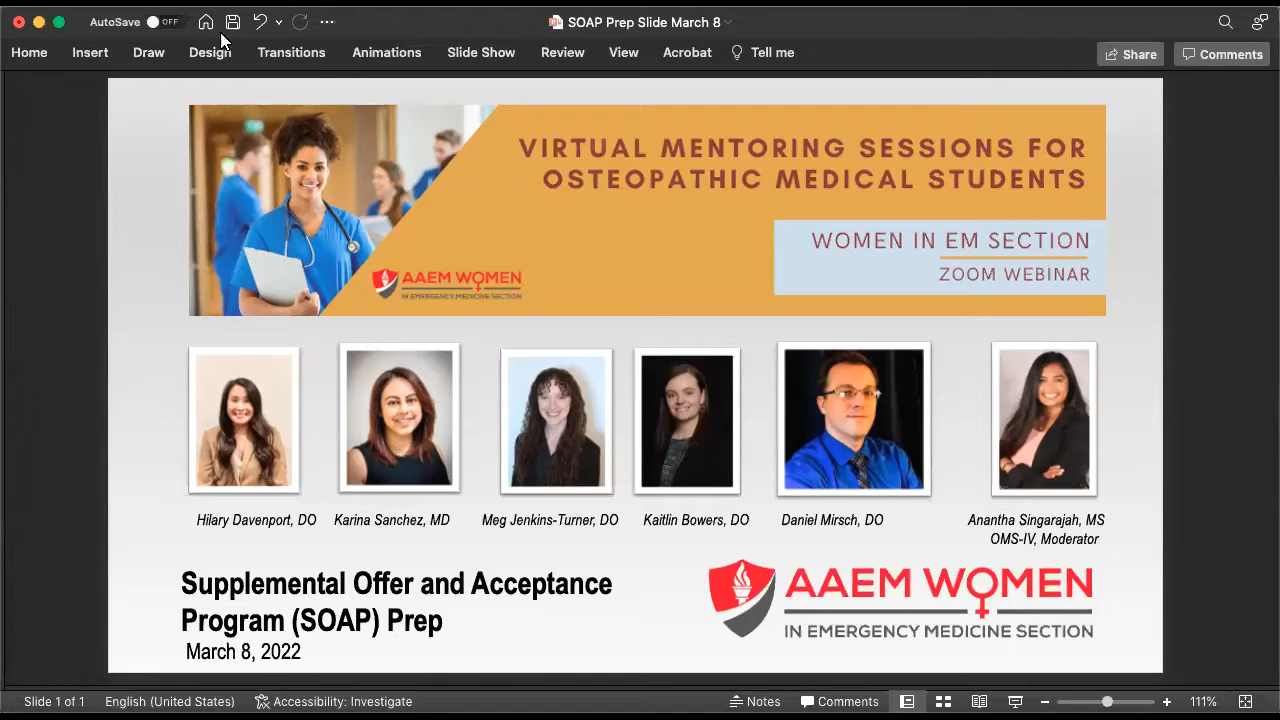 AutoSave OFF
SOAP Prep Slide March 8
Home Insert Draw Design Transitions Animations Slide Show Review View Acrobat Tell me Share Comments
VIRTUAL MENTORING SESSIONS FOR
OSTEOPATHIC MEDICAL STUDENTS
WOMEN IN EM SECTION
ZOOM WEBINAR
AAEM WOMEN
IN EMERGENCY MEDICINE SECTION
Hilary Davenport, DO Karina Sanchez, MD Meg Jenkins-Turner, DO Kaitlin Bowers, DO Daniel Mirsch, DO Anantha Singarajah, MS
OMS-IV, Moderator
Supplemental Offer and Acceptance
Program (SOAP) Prep
March 8, 2022
AAEM WOMEN
IN EMERGENCY MEDICINE SECTION
Slide 1 of 1 English (United States) Accessibility: Investigate Notes Comments 111%